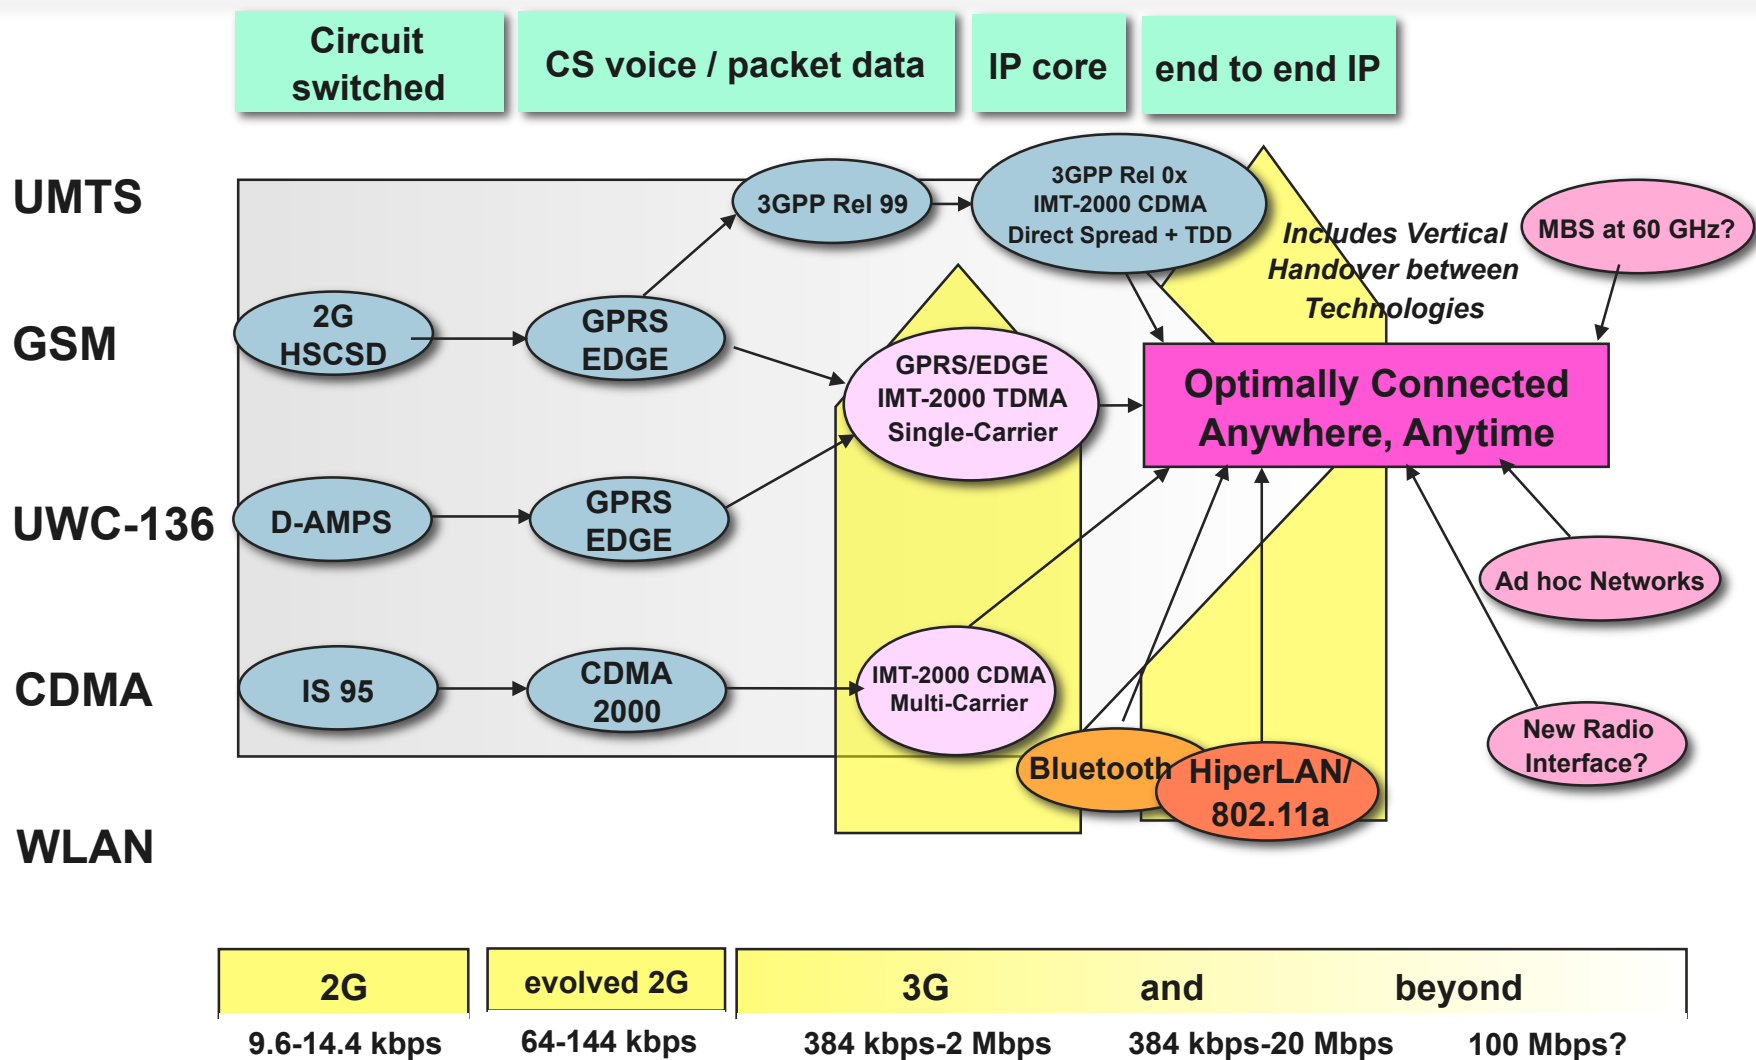 Circuit
switched
CS voice / packet data
IP core
end to end IP
UMTS
3GPP Rel 99
3GPP Rel 0x
IMT-2000 CDMA
Direct Spread + TDD
Includes Vertical
Handover between
Technologies
MBS at 60 GHz?
GSM
2G
HSCSD
GPRS
EDGE
GPRS/EDGE
IMT-2000 TDMA
Single-Carrier
Optimally Connected
Anywhere, Anytime
UWC-136
D-AMPS
GPRS
EDGE
Ad hoc Networks
CDMA
IS 95
CDMA
2000
IMT-2000 CDMA
Multi-Carrier
New Radio
Interface?
Bluetooth
HiperLAN/
802.11a
WLAN
2G
evolved 2G
3G and beyond
9.6-14.4 kbps
64-144 kbps
384 kbps-2 Mbps
384 kbps-20 Mbps
100 Mbps?